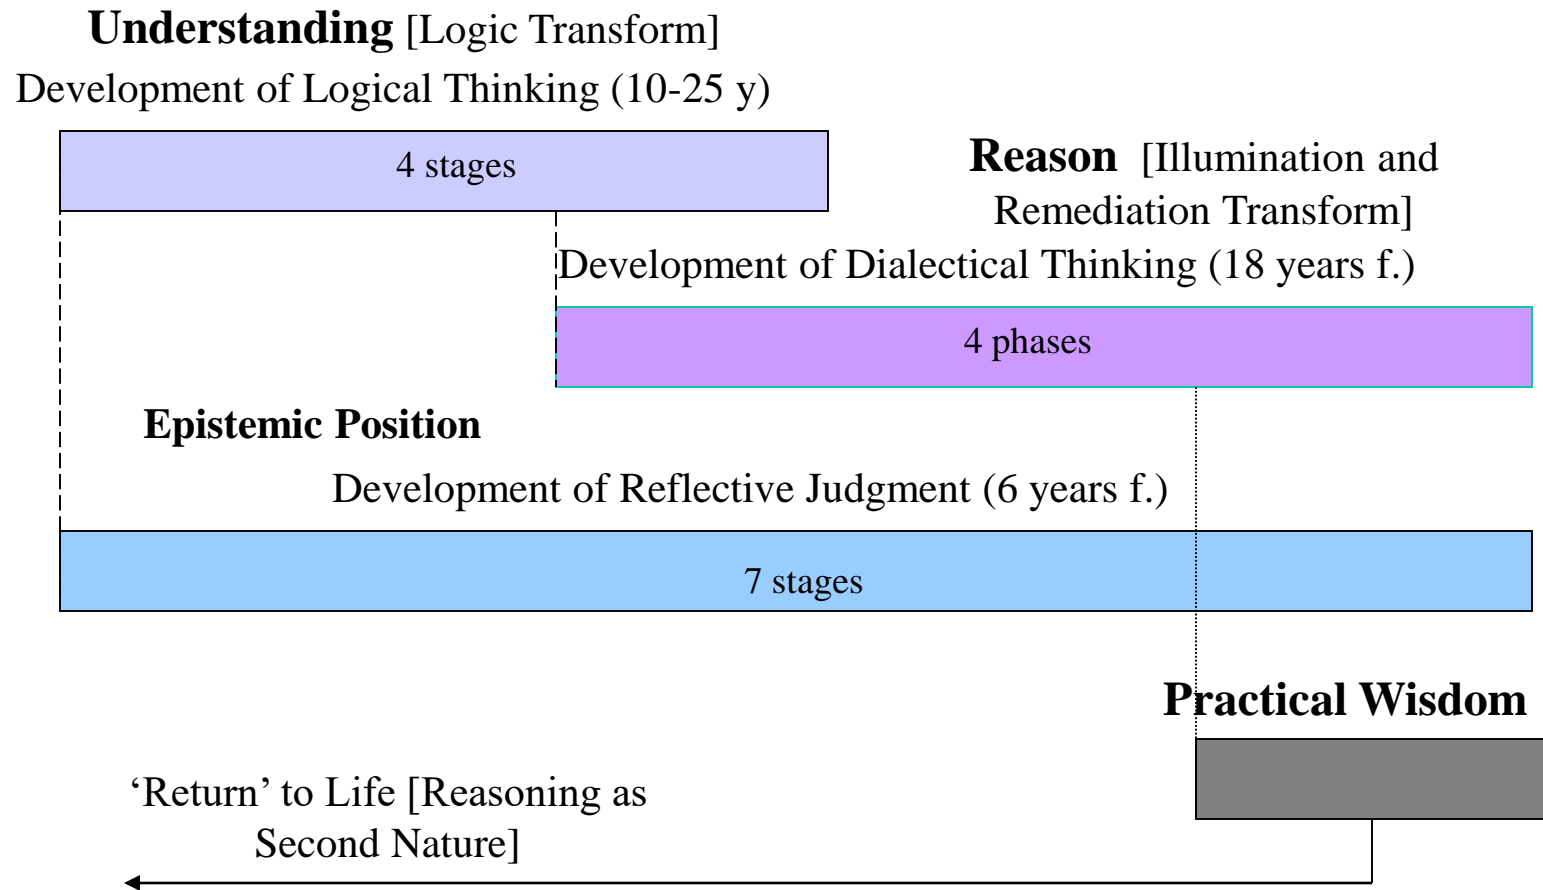 Understanding [Logic Transform]
Development of Logical Thinking (10-25 y)
4 stages
Reason [Illumination and
Remediation Transform]
Development of Dialectical Thinking (18 years f.)
4 phases
Epistemic Position
Development of Reflective Judgment (6 years f.)
7 stages
Practical Wisdom
‘Return’ to Life [Reasoning as
Second Nature]